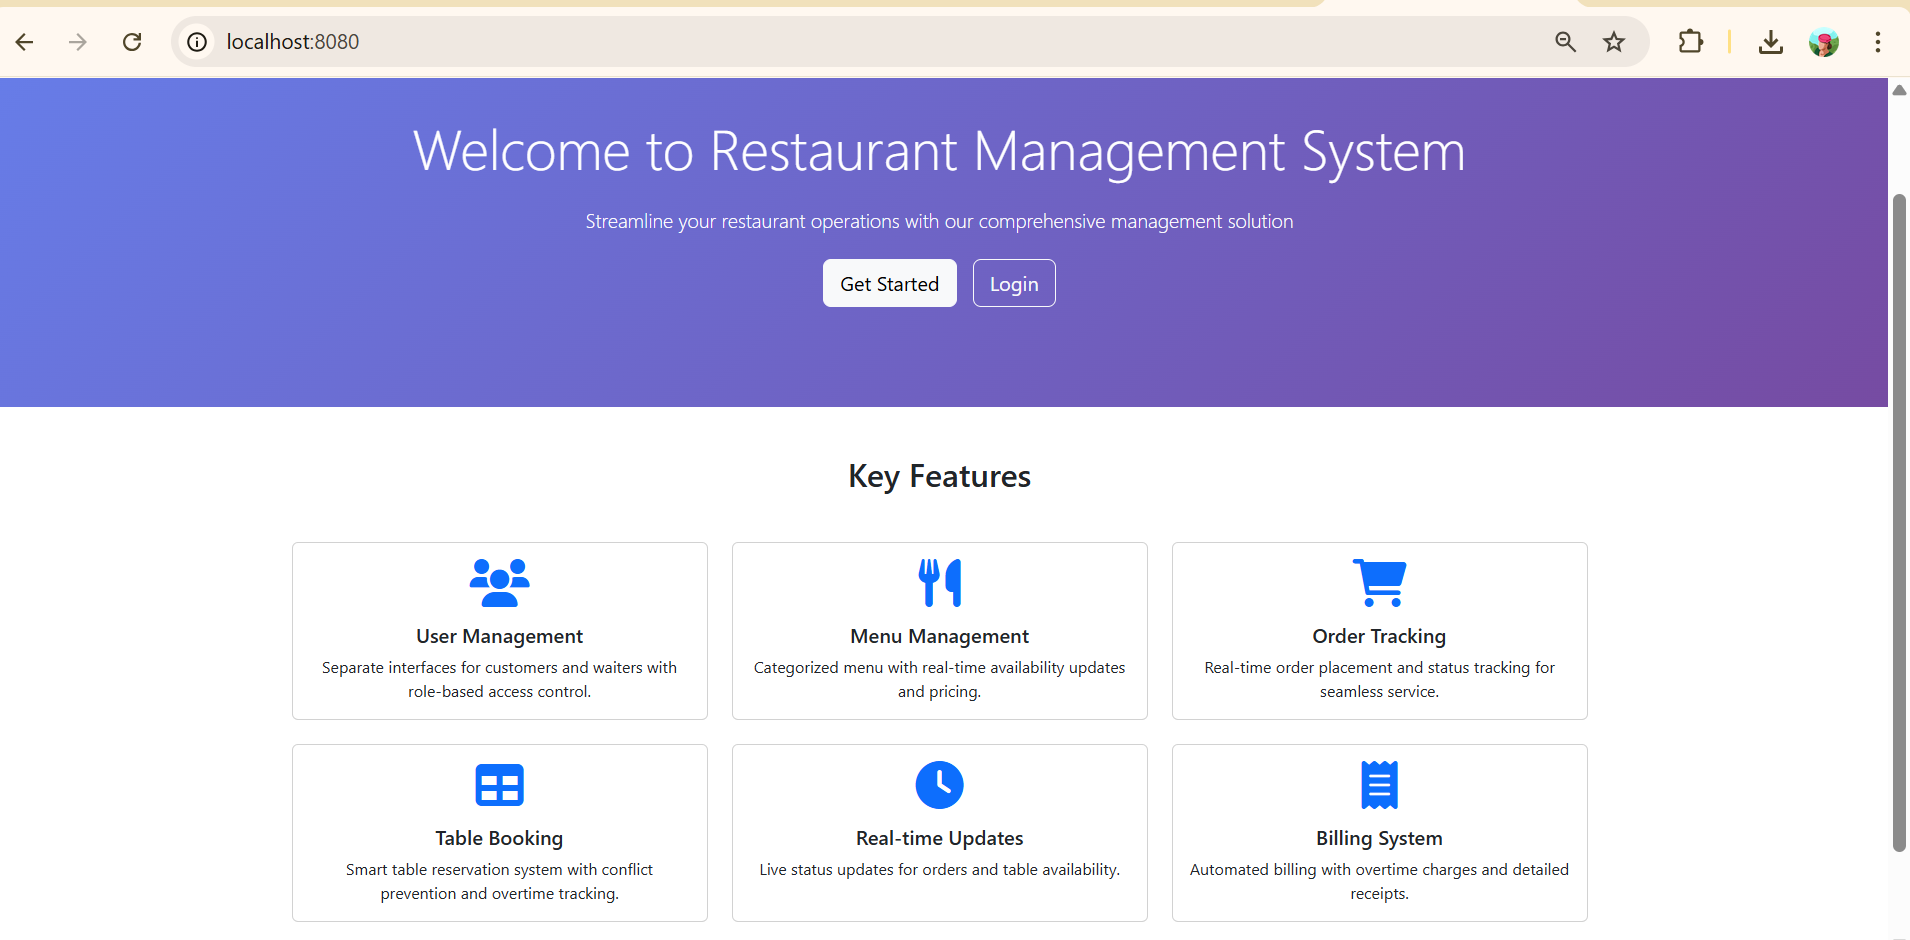 localhost:8080
Welcome to Restaurant Management System
Streamline your restaurant operations with our comprehensive management solution
Get Started
Login
Key Features
User Management
Separate interfaces for customers and waiters with
role-based access control.
Menu Management
Categorized menu with real-time availability updates
and pricing.
Order Tracking
Real-time order placement and status tracking for
seamless service.
Table Booking
Smart table reservation system with conflict
prevention and overtime tracking.
Real-time Updates
Live status updates for orders and table availability.
Billing System
Automated billing with overtime charges and detailed
receipts.